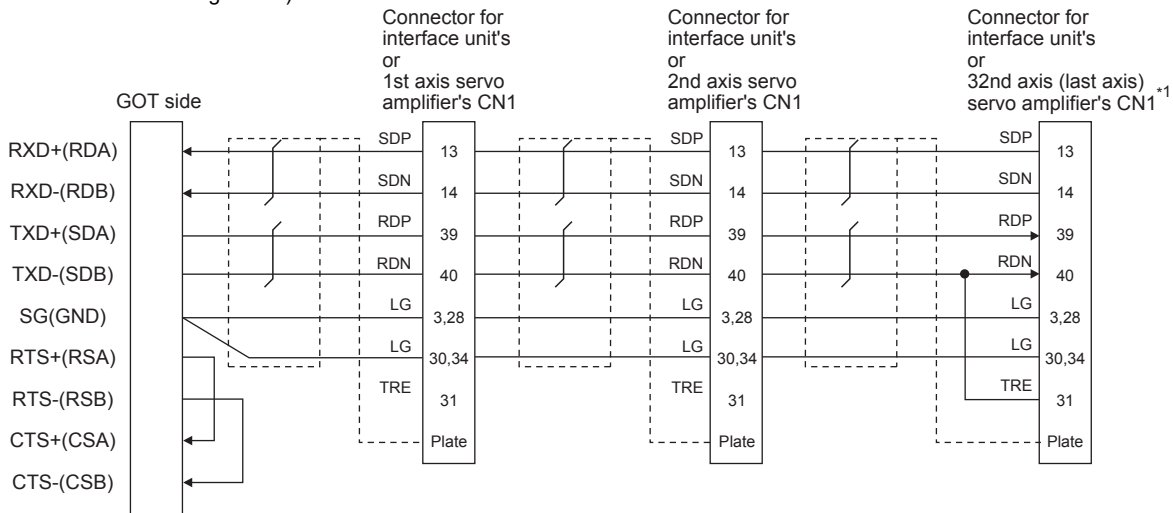 Connector for
interface unit's
or
1st axis servo
amplifier's CN1
Connector for
interface unit's
or
2nd axis servo
amplifier's CN1
Connector for
interface unit's
or
32nd axis (last axis)
servo amplifier's CN1*1
GOT side
RXD+(RDA)
SDP
13
SDP
13
SDP
13
RXD-(RDB)
SDN
14
SDN
14
SDN
14
TXD+(SDA)
RDP
39
RDP
39
RDP
39
TXD-(SDB)
RDN
40
RDN
40
RDN
40
SG(GND)
LG
3,28
LG
3,28
LG
3,28
RTS+(RSA)
LG
30,34
LG
30,34
LG
30,34
RTS-(RSB)
TRE
31
TRE
31
TRE
31
CTS+(CSA)
Plate
Plate
Plate
CTS-(CSB)